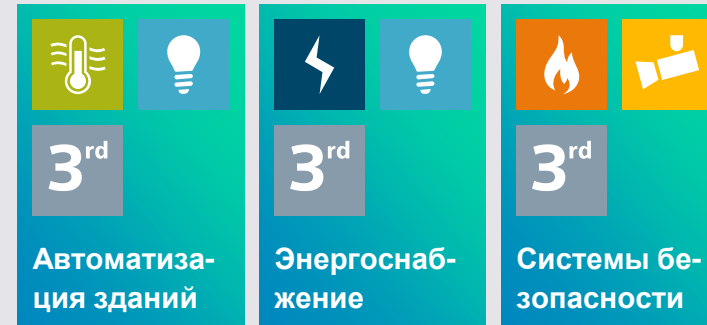 3rd
3rd
3rd
Автоматиза-
ция зданий
Энергоснаб-
жение
Системы бе-
зопасности